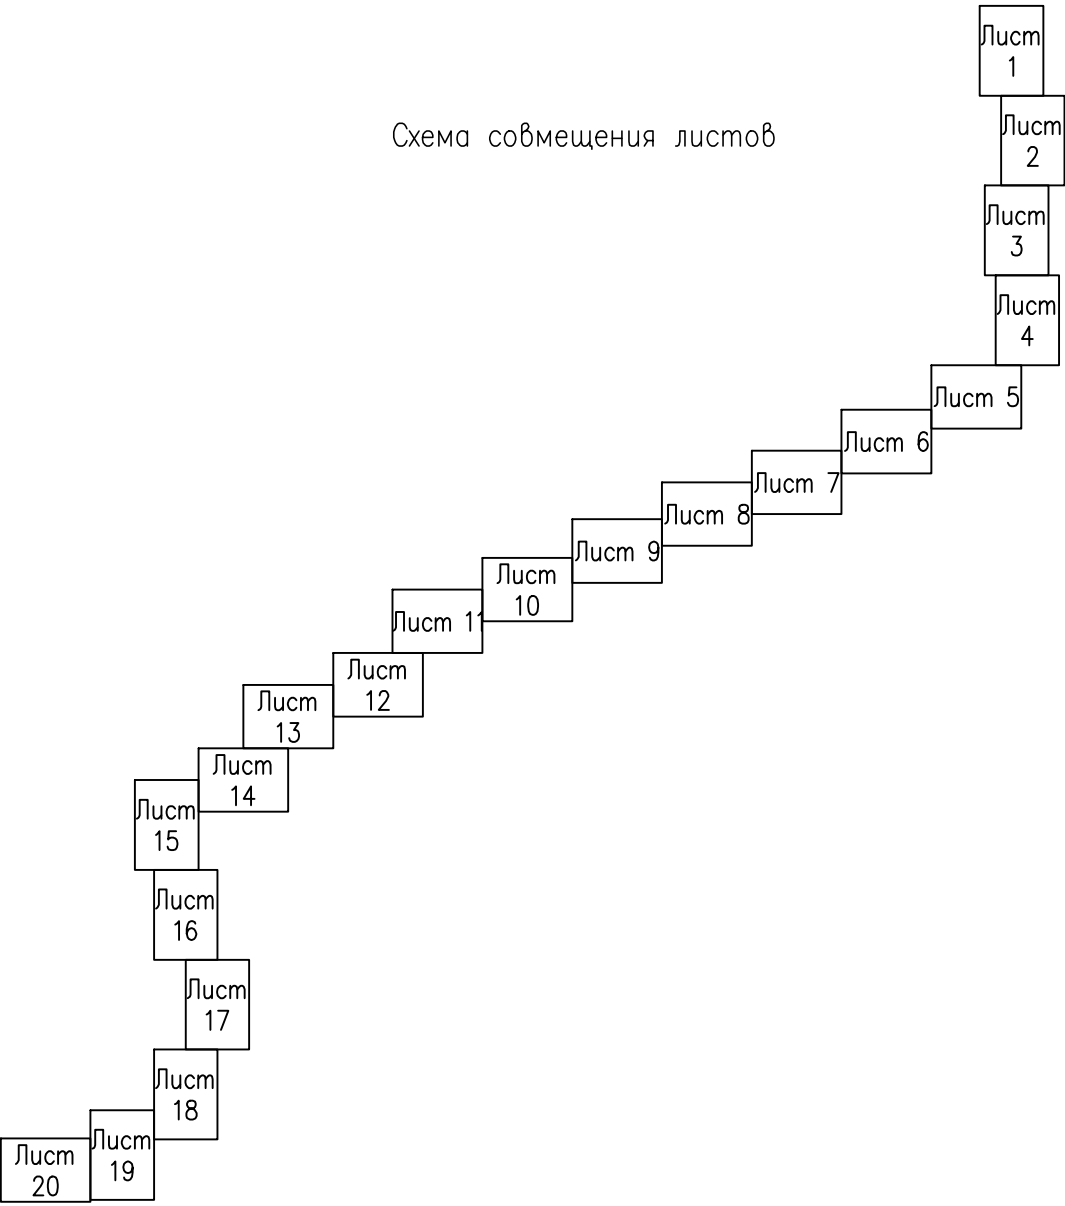 Лист
1
Схема совмещения листов
Лист
2
Лист
3
Лист
4
Лист 5
Лист 6
Лист 7
Лист 8
Лист 9
Лист
10
Лист 11
Лист
12
Лист
13
Лист
14
Лист
15
Лист
16
Лист
17
Лист
18
Лист
19
Лист
20